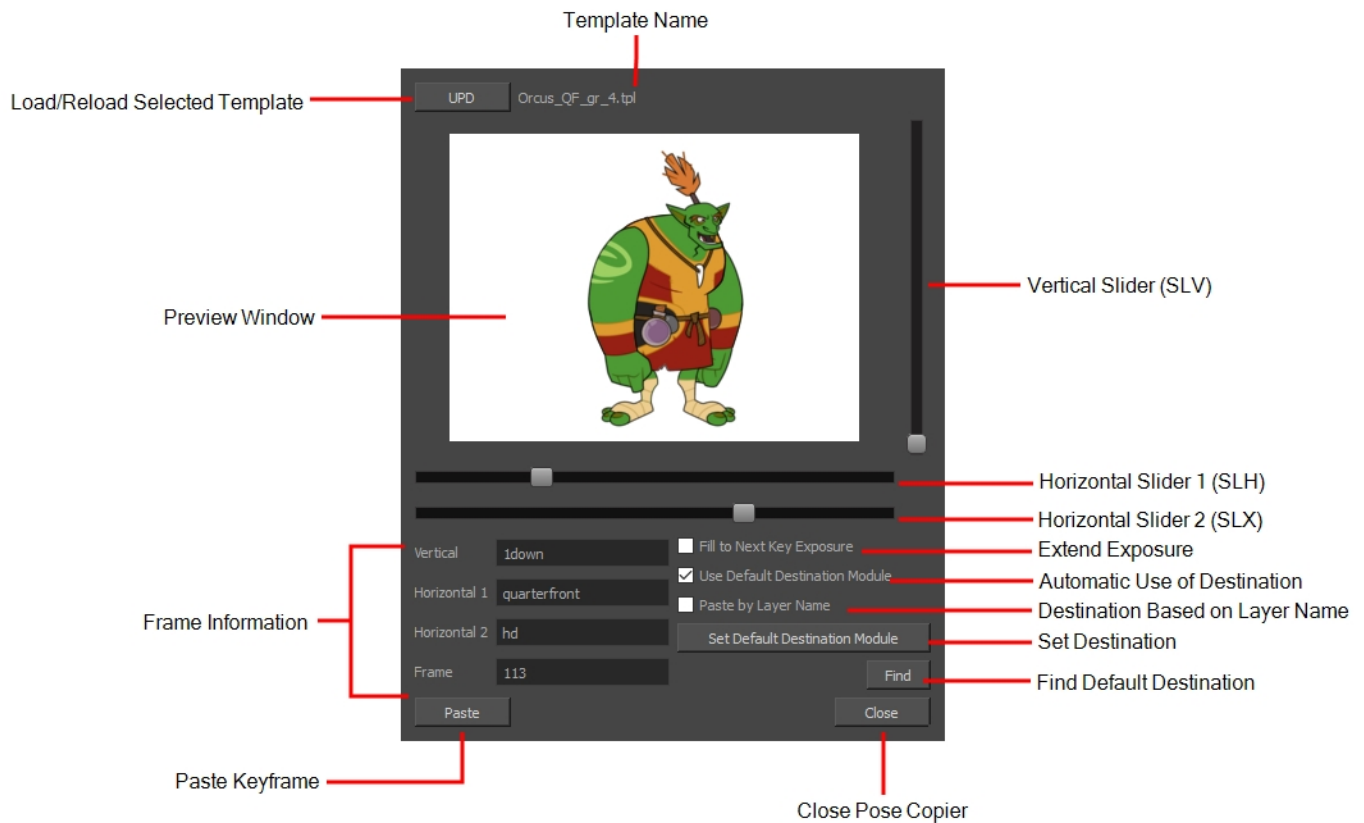 Template Name
Load/Reload Selected Template
UPD
Orcus_QF_gr_4.tpl
Preview Window
Vertical Slider (SLV)
Horizontal Slider 1 (SLH)
Horizontal Slider 2 (SLX)
Frame Information
Vertical
1down
Horizontal 1
quarterfront
Horizontal 2
hd
Frame
113
Fill to Next Key Exposure
Extend Exposure
Use Default Destination Module
Automatic Use of Destination
Paste by Layer Name
Destination Based on Layer Name
Set Default Destination Module
Set Destination
Find
Find Default Destination
Paste
Close
Paste Keyframe
Close Pose Copier